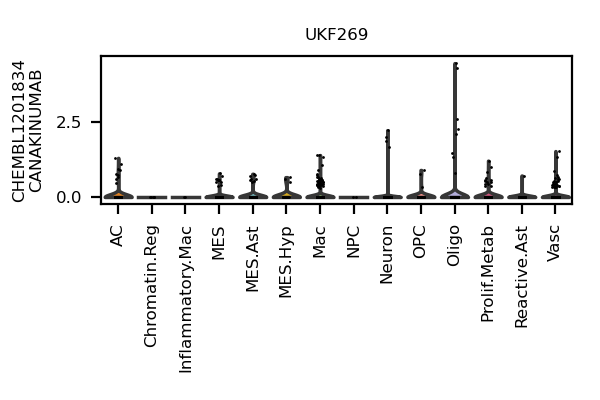 UKF269
CHEMBL1201834
CANAKINUMAB
2.5
0.0
AC
Chromatin.Reg
Inflammatory.Mac
MES
MES.Ast
MES.Hyp
Mac
NPC
Neuron
OPC
Oligo
Prolif.Metab
Reactive.Ast
Vasc